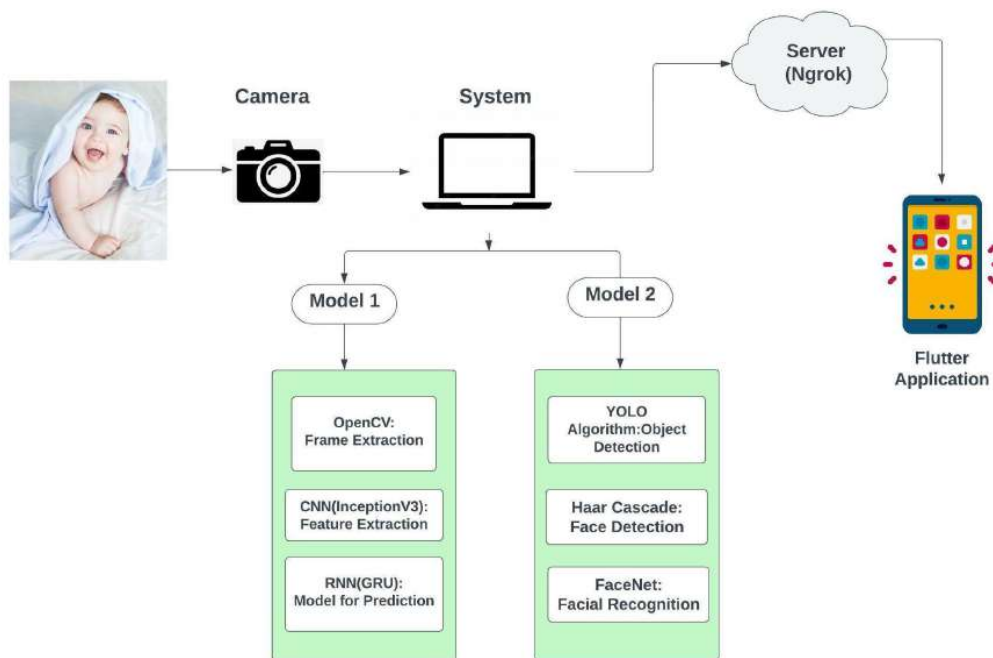 Camera
System
Server
(Ngrok)
Model 1
Model 2
OpenCV:
Frame Extraction
CNN(InceptionV3):
Feature Extraction
RNN(GRU):
Model for Prediction
YOLO
Algorithm:Object
Detection
Haar Cascade:
Face Detection
FaceNet:
Facial Recognition
Flutter
Application